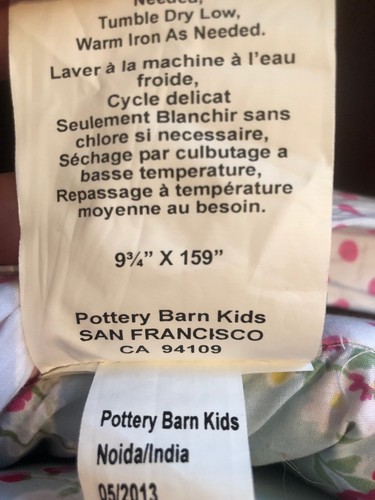 Needed,
Tumble Dry Low,
Warm Iron As Needed.
Laver à la machine à l'eau
froide,
Cycle delicat
Seulement Blanchir sans
chlore si necessaire,
Séchage par culbutage a
basse temperature,
Repassage à température
moyenne au besoin.
9¾" X 159"
Pottery Barn Kids
SAN FRANCISCO
CA 94109
Pottery Barn Kids
Noida/India
05/2013